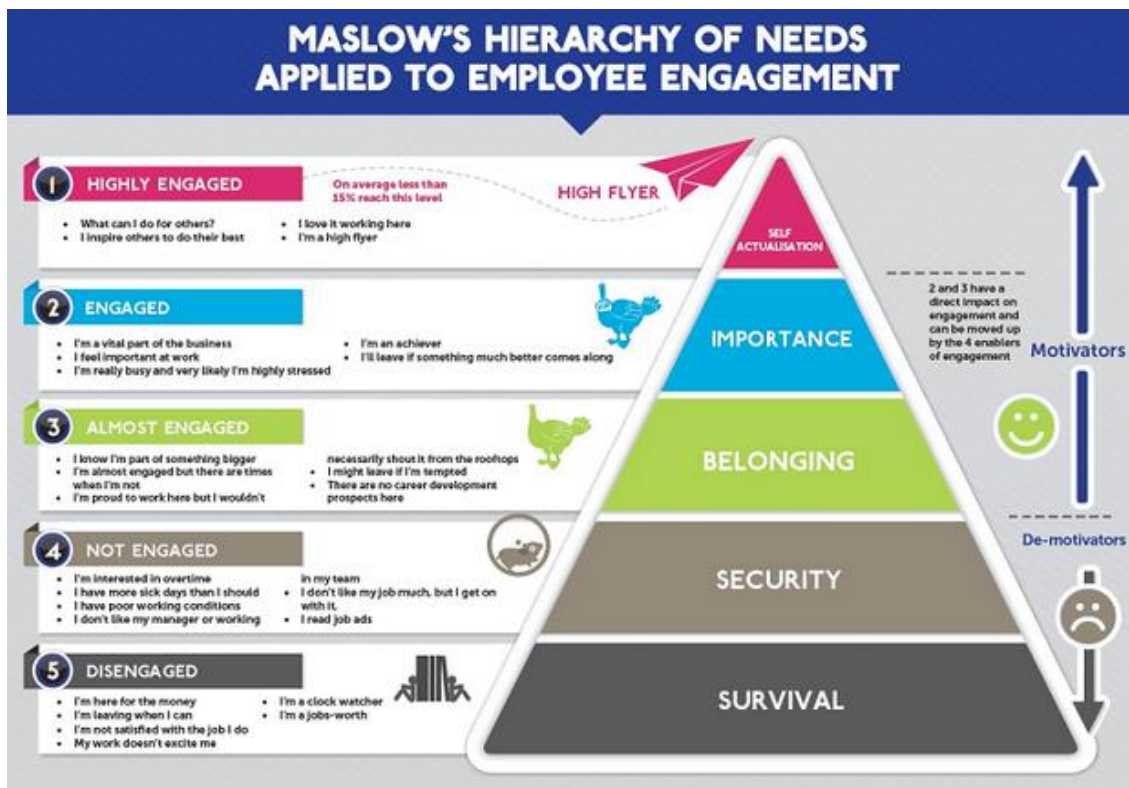 MASLOW'S HIERARCHY OF NEEDS
APPLIED TO EMPLOYEE ENGAGEMENT
1 HIGHLY ENGAGED
On average less than
15% reach this level
HIGH FLYER
• What can I do for others?
• I inspire others to do their best
• I love it working here
• I'm a high flyer
SELF
ACTUALISATION
2 ENGAGED
• I'm a vital part of the business
• I feel important at work
• I'm really busy and very likely I'm highly stressed
• I'm an achiever
• I'll leave if something much better comes along
IMPORTANCE
2 and 3 have a
direct impact on
engagement and
can be moved up
by the 4 enablers
of engagement
Motivators
3 ALMOST ENGAGED
• I know I'm part of something bigger
• I'm almost engaged but there are times
when I'm not
• I'm proud to work here but I wouldn't
necessarily shout it from the rooftops
• I might leave if I'm tempted
• There are no career development
prospects here
BELONGING
De-motivators
4 NOT ENGAGED
• I'm interested in overtime
• I have more sick days than I should
• I have poor working conditions
• I don't like my manager or working
in my team
• I don't like my job much, but I get on
with it.
• I read job ads
SECURITY
5 DISENGAGED
• I'm here for the money
• I'm leaving when I can
• I'm not satisfied with the job I do
• My work doesn't excite me
• I'm a clock watcher
• I'm a jobs-worth
SURVIVAL